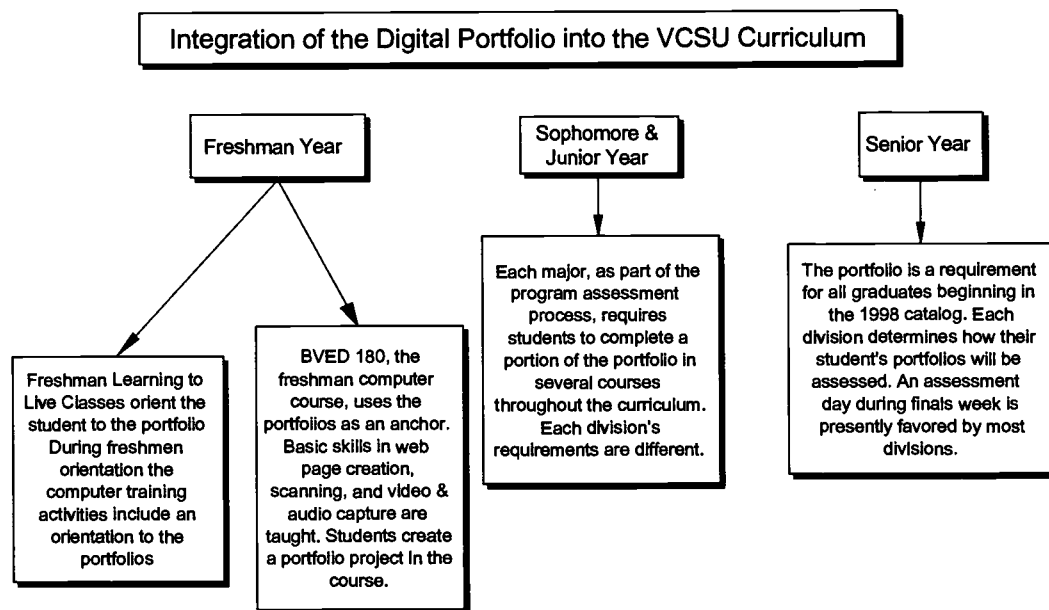 Integration of the Digital Portfolio into the VCSU Curriculum
Freshman Year
Sophomore &
Junior Year
Senior Year
Freshman Learning to
Live Classes orient the
student to the portfolio
During freshmen
orientation the
computer training
activities include an
orientation to the
portfolios
BVED 180, the
freshman computer
course, uses the
portfolios as an anchor.
Basic skills in web
page creation,
scanning, and video &
audio capture are
taught. Students create
a portfolio project in the
course.
Each major, as part of the
program assessment
process, requires
students to complete a
portion of the portfolio in
several courses
throughout the curriculum.
Each division's
requirements are different.
The portfolio is a requirement
for all graduates beginning in
the 1998 catalog. Each
division determines how their
student's portfolios will be
assessed. An assessment
day during finals week is
presently favored by most
divisions.